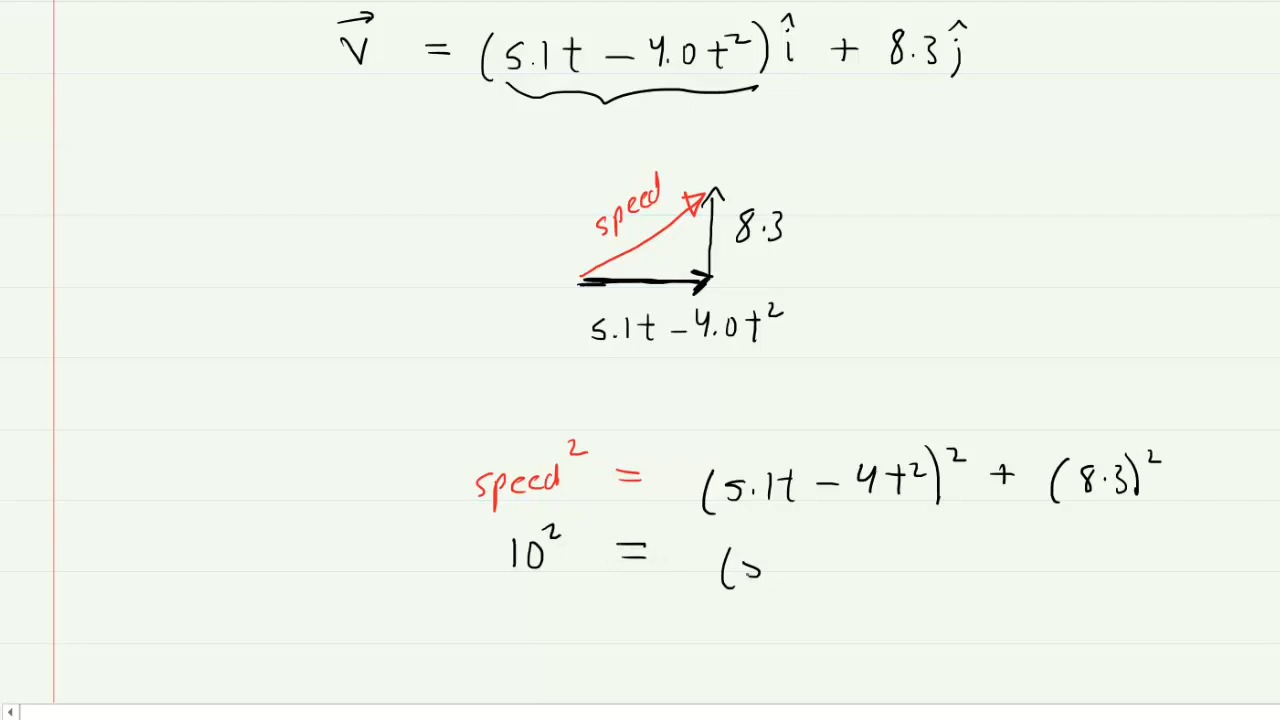 v⃗ = (5.1t − 4.0t²)î + 8.3ĵ
speed
8.3
5.1t − 4.0t²
speed² = (5.1t − 4t²)² + (8.3)²
10² = (5